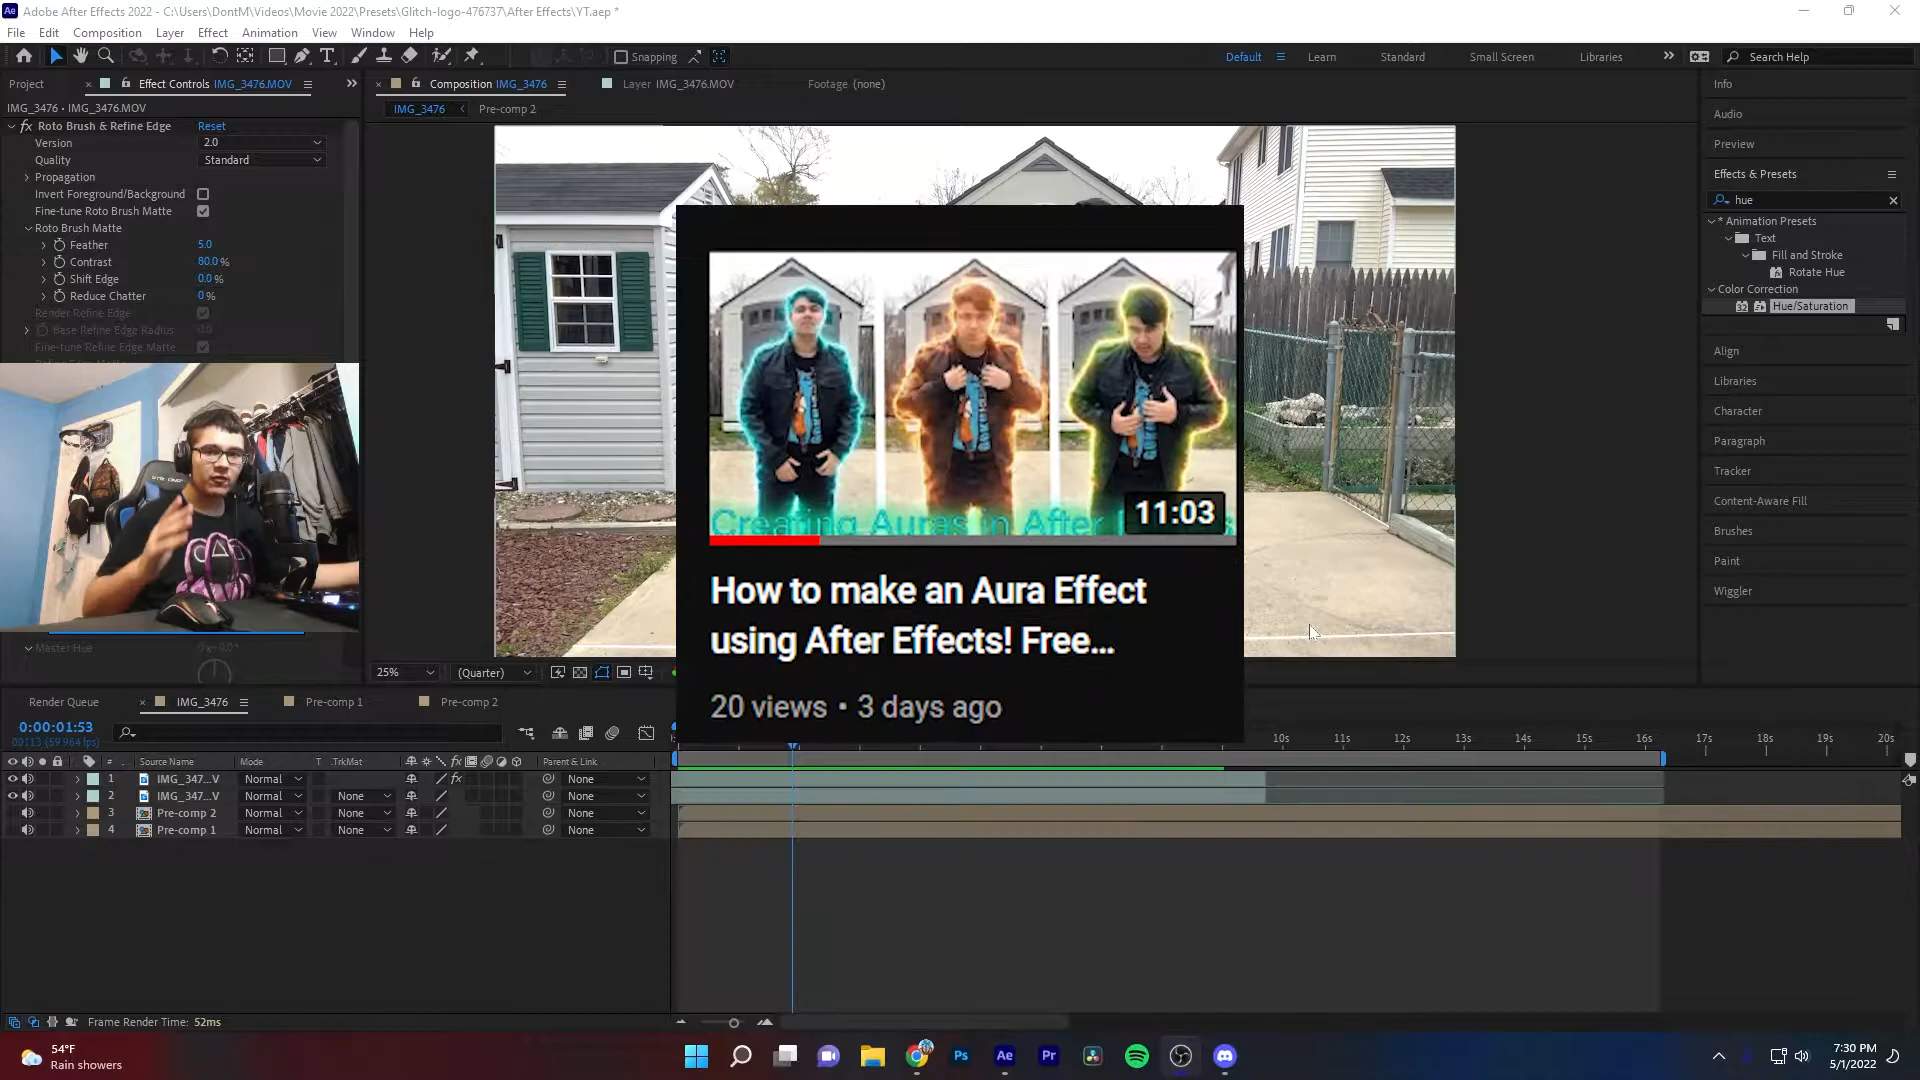 Adobe After Effects 2022 - C:\Users\DontM\Videos\Movie 2022\Presets\Glitch-logo-476737\After Effects\YT.aep *
File Edit Composition Layer Effect Animation View Window Help
Snapping
Default Learn Standard Small Screen Libraries Search Help
Project Effect Controls IMG_3476.MOV
Composition IMG_3476 Layer IMG_3476.MOV Footage (none)
IMG_3476 • IMG_3476.MOV
IMG_3476 Pre-comp 2
fx Roto Brush & Refine Edge Reset
Version 2.0
Quality Standard
Propagation
Invert Foreground/Background
Fine-tune Roto Brush Matte
Roto Brush Matte
Feather 5.0
Contrast 80.0 %
Shift Edge 0.0 %
Reduce Chatter 0 %
Render Refine Edge
Base Refine Edge Radius 0.0
Fine-tune Refine Edge Matte
Master Hue 0 x +0.0°
Creating Auras in After
11:03
How to make an Aura Effect
using After Effects! Free...
20 views • 3 days ago
Info
Audio
Preview
Effects & Presets
hue
* Animation Presets
Text
Fill and Stroke
Rotate Hue
Color Correction
32 Hue/Saturation
Align
Libraries
Character
Paragraph
Tracker
Content-Aware Fill
Brushes
Paint
Wiggler
25% (Quarter)
Render Queue IMG_3476 Pre-comp 1 Pre-comp 2
0:00:01:53
00113 (59.964 fps)
10s 11s 12s 13s 14s 15s 16s 17s 18s 19s 20s
# Source Name Mode T .TrkMat fx Parent & Link
1 IMG_347...V Normal fx None
2 IMG_347...V Normal None None
3 Pre-comp 2 Normal None None
4 Pre-comp 1 Normal None None
Frame Render Time: 52ms
54°F
Rain showers
Ps Ae Pr
7:30 PM
5/1/2022